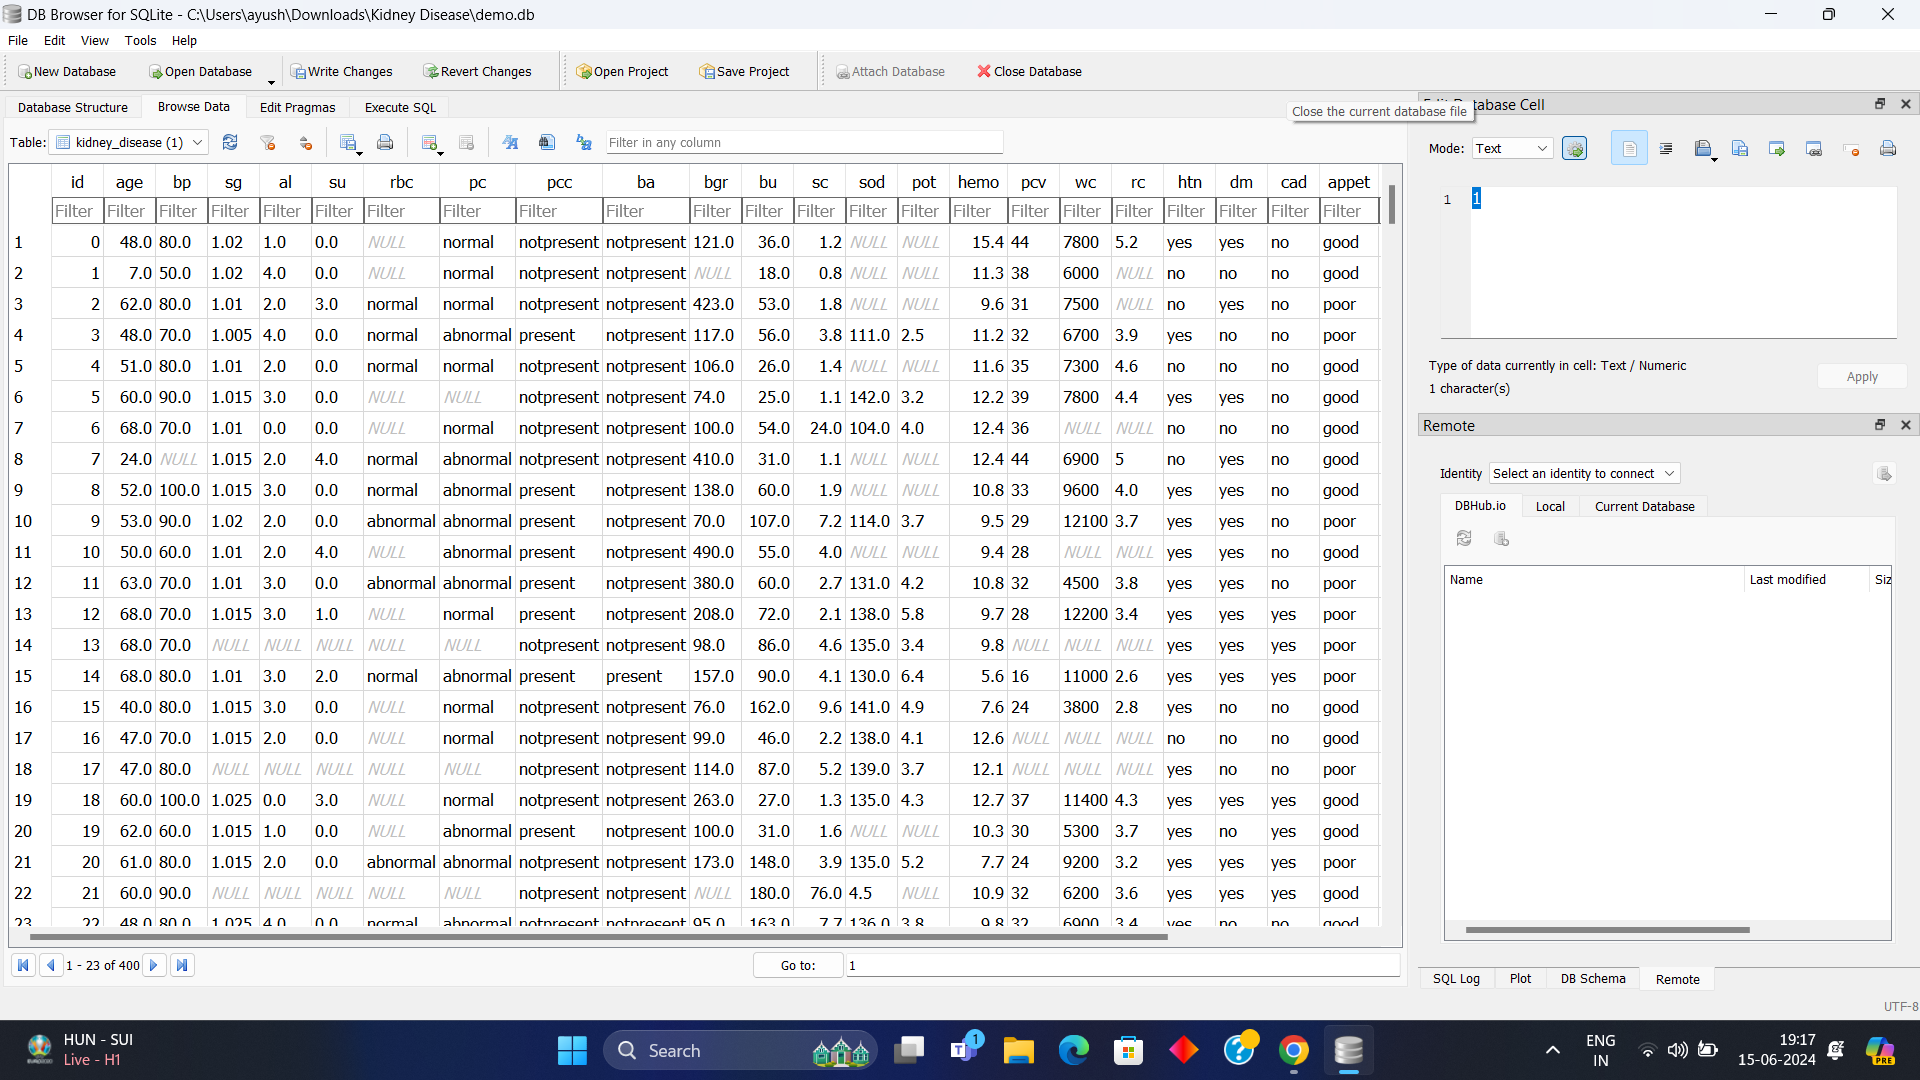 DB Browser for SQLite - C:\Users\ayush\Downloads\Kidney Disease\demo.db
File Edit View Tools Help
New Database Open Database Write Changes Revert Changes Open Project Save Project Attach Database Close Database
Database Structure Browse Data Edit Pragmas Execute SQL
Close the current database file
Table: kidney_disease (1) Filter in any column
id age bp sg al su rbc pc pcc ba bgr bu sc sod pot hemo pcv wc rc htn dm cad appet
Filter Filter Filter Filter Filter Filter Filter Filter Filter Filter Filter Filter Filter Filter Filter Filter Filter Filter Filter Filter Filter Filter Filter
1 0 48.0 80.0 1.02 1.0 0.0 NULL normal notpresent notpresent 121.0 36.0 1.2 NULL NULL 15.4 44 7800 5.2 yes yes no good
2 1 7.0 50.0 1.02 4.0 0.0 NULL normal notpresent notpresent NULL 18.0 0.8 NULL NULL 11.3 38 6000 NULL no no no good
3 2 62.0 80.0 1.01 2.0 3.0 normal normal notpresent notpresent 423.0 53.0 1.8 NULL NULL 9.6 31 7500 NULL no yes no poor
4 3 48.0 70.0 1.005 4.0 0.0 normal abnormal present notpresent 117.0 56.0 3.8 111.0 2.5 11.2 32 6700 3.9 yes no no poor
5 4 51.0 80.0 1.01 2.0 0.0 normal normal notpresent notpresent 106.0 26.0 1.4 NULL NULL 11.6 35 7300 4.6 no no no good
6 5 60.0 90.0 1.015 3.0 0.0 NULL NULL notpresent notpresent 74.0 25.0 1.1 142.0 3.2 12.2 39 7800 4.4 yes yes no good
7 6 68.0 70.0 1.01 0.0 0.0 NULL normal notpresent notpresent 100.0 54.0 24.0 104.0 4.0 12.4 36 NULL NULL no no no good
8 7 24.0 NULL 1.015 2.0 4.0 normal abnormal notpresent notpresent 410.0 31.0 1.1 NULL NULL 12.4 44 6900 5 no yes no good
9 8 52.0 100.0 1.015 3.0 0.0 normal abnormal present notpresent 138.0 60.0 1.9 NULL NULL 10.8 33 9600 4.0 yes yes no good
10 9 53.0 90.0 1.02 2.0 0.0 abnormal abnormal present notpresent 70.0 107.0 7.2 114.0 3.7 9.5 29 12100 3.7 yes yes no poor
11 10 50.0 60.0 1.01 2.0 4.0 NULL abnormal present notpresent 490.0 55.0 4.0 NULL NULL 9.4 28 NULL NULL yes yes no good
12 11 63.0 70.0 1.01 3.0 0.0 abnormal abnormal present notpresent 380.0 60.0 2.7 131.0 4.2 10.8 32 4500 3.8 yes yes no poor
13 12 68.0 70.0 1.015 3.0 1.0 NULL normal present notpresent 208.0 72.0 2.1 138.0 5.8 9.7 28 12200 3.4 yes yes yes poor
14 13 68.0 70.0 NULL NULL NULL NULL NULL notpresent notpresent 98.0 86.0 4.6 135.0 3.4 9.8 NULL NULL NULL yes yes yes poor
15 14 68.0 80.0 1.01 3.0 2.0 normal abnormal present present 157.0 90.0 4.1 130.0 6.4 5.6 16 11000 2.6 yes yes yes poor
16 15 40.0 80.0 1.015 3.0 0.0 NULL normal notpresent notpresent 76.0 162.0 9.6 141.0 4.9 7.6 24 3800 2.8 yes no no good
17 16 47.0 70.0 1.015 2.0 0.0 NULL normal notpresent notpresent 99.0 46.0 2.2 138.0 4.1 12.6 NULL NULL NULL no no no good
18 17 47.0 80.0 NULL NULL NULL NULL NULL notpresent notpresent 114.0 87.0 5.2 139.0 3.7 12.1 NULL NULL NULL yes no no poor
19 18 60.0 100.0 1.025 0.0 3.0 NULL normal notpresent notpresent 263.0 27.0 1.3 135.0 4.3 12.7 37 11400 4.3 yes yes yes good
20 19 62.0 60.0 1.015 1.0 0.0 NULL abnormal present notpresent 100.0 31.0 1.6 NULL NULL 10.3 30 5300 3.7 yes no yes good
21 20 61.0 80.0 1.015 2.0 0.0 abnormal abnormal notpresent notpresent 173.0 148.0 3.9 135.0 5.2 7.7 24 9200 3.2 yes yes yes poor
22 21 60.0 90.0 NULL NULL NULL NULL NULL notpresent notpresent NULL 180.0 76.0 4.5 NULL 10.9 32 6200 3.6 yes yes yes good
23 22 48.0 80.0 1.025 4.0 0.0 normal abnormal notpresent notpresent 95.0 163.0 7.7 136.0 3.8 9.8 32 6900 3.4 yes no no good
1 - 23 of 400 Go to: 1
Database Cell
Mode: Text
1 1
Type of data currently in cell: Text / Numeric
1 character(s)
Apply
Remote
Identity Select an identity to connect
DBHub.io Local Current Database
Name Last modified Siz
SQL Log Plot DB Schema Remote
UTF-8
HUN - SUI
Live - H1
Search
1
ENG
IN
19:17
15-06-2024
PRE